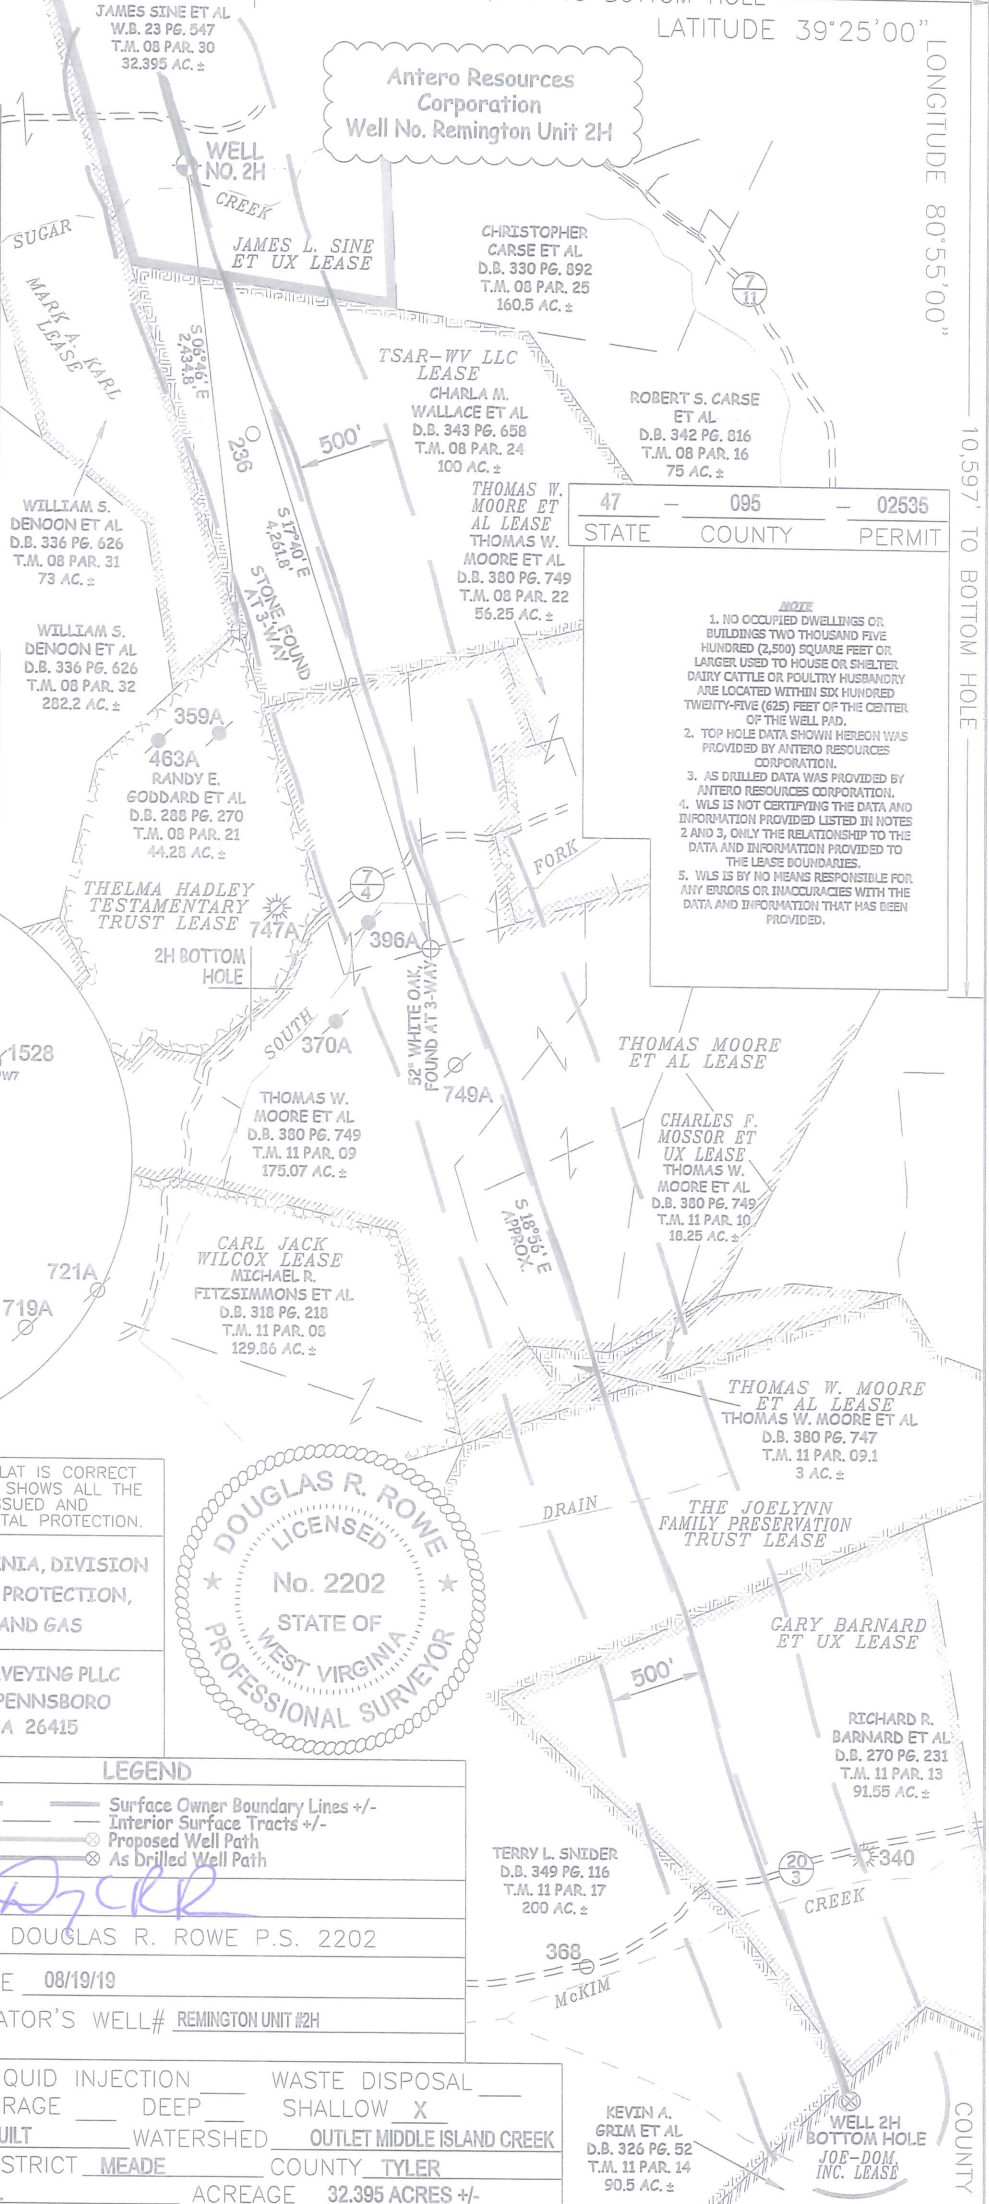 JAMES SINE ET AL
W.B. 23 PG. 547
T.M. 08 PAR. 30
32.395 AC. ±
LATITUDE 39°25'00"
LONGITUDE 80°55'00"
10,597' TO BOTTOM HOLE
Antero Resources
Corporation
Well No. Remington Unit 2H
WELL
NO. 2H
CREEK
SUGAR
JAMES L. SINE
ET UX LEASE
MARK A. KARL
LEASE
CHRISTOPHER
CARSE ET AL
D.B. 330 PG. 892
T.M. 08 PAR. 25
160.5 AC. ±
7
11
S 06°46' E
2,434.8'
TSAR-WV LLC
LEASE
CHARLA M.
WALLACE ET AL
D.B. 343 PG. 658
T.M. 08 PAR. 24
100 AC. ±
ROBERT S. CARSE
ET AL
D.B. 342 PG. 816
T.M. 08 PAR. 16
75 AC. ±
236
500'
WILLIAM S.
DENOON ET AL
D.B. 336 PG. 626
T.M. 08 PAR. 31
73 AC. ±
S 17°40' E
4,261.8'
THOMAS W.
MOORE ET
AL LEASE
THOMAS W.
MOORE ET AL
D.B. 380 PG. 749
T.M. 08 PAR. 22
56.25 AC. ±
47 – 095 – 02535
STATE COUNTY PERMIT
STONE, FOUND
AT 3-WAY
WILLIAM S.
DENOON ET AL
D.B. 336 PG. 626
T.M. 08 PAR. 32
282.2 AC. ±
NOTE
1. NO OCCUPIED DWELLINGS OR
BUILDINGS TWO THOUSAND FIVE
HUNDRED (2,500) SQUARE FEET OR
LARGER USED TO HOUSE OR SHELTER
DAIRY CATTLE OR POULTRY HUSBANDRY
ARE LOCATED WITHIN SIX HUNDRED
TWENTY-FIVE (625) FEET OF THE CENTER
OF THE WELL PAD.
2. TOP HOLE DATA SHOWN HEREON WAS
PROVIDED BY ANTERO RESOURCES
CORPORATION.
3. AS DRILLED DATA WAS PROVIDED BY
ANTERO RESOURCES CORPORATION.
4. WLS IS NOT CERTIFYING THE DATA AND
INFORMATION PROVIDED LISTED IN NOTES
2 AND 3, ONLY THE RELATIONSHIP TO THE
DATA AND INFORMATION PROVIDED TO
THE LEASE BOUNDARIES.
5. WLS IS BY NO MEANS RESPONSIBLE FOR
ANY ERRORS OR INACCURACIES WITH THE
DATA AND INFORMATION THAT HAS BEEN
PROVIDED.
359A
463A
RANDY E.
GODDARD ET AL
D.B. 288 PG. 270
T.M. 08 PAR. 21
44.28 AC. ±
THELMA HADLEY
TESTAMENTARY
TRUST LEASE
747A
7
4
FORK
396A
2H BOTTOM
HOLE
SOUTH
370A
52" WHITE OAK,
FOUND AT 3-WAY
749A
1528
THOMAS MOORE
ET AL LEASE
THOMAS W.
MOORE ET AL
D.B. 380 PG. 749
T.M. 11 PAR. 09
175.07 AC. ±
CHARLES F.
MOSSOR ET
UX LEASE
THOMAS W.
MOORE ET AL
D.B. 380 PG. 749
T.M. 11 PAR. 10
18.25 AC. ±
S 18°56' E
APPROX.
CARL JACK
WILCOX LEASE
MICHAEL R.
FITZSIMMONS ET AL
D.B. 318 PG. 218
T.M. 11 PAR. 08
129.86 AC. ±
721A
719A
THOMAS W. MOORE
ET AL LEASE
THOMAS W. MOORE ET AL
D.B. 380 PG. 747
T.M. 11 PAR. 09.1
3 AC. ±
LAT IS CORRECT
SHOWS ALL THE
SSUED AND
TAL PROTECTION.
DRAIN
THE JOELYNN
FAMILY PRESERVATION
TRUST LEASE
NIA, DIVISION
PROTECTION,
AND GAS
DOUGLAS R. ROWE
LICENSED
No. 2202
STATE OF
WEST VIRGINIA
PROFESSIONAL SURVEYOR
VEYING PLLC
PENNSBORO
A 26415
GARY BARNARD
ET UX LEASE
500'
RICHARD R.
BARNARD ET AL
D.B. 270 PG. 231
T.M. 11 PAR. 13
91.55 AC. ±
LEGEND
Surface Owner Boundary Lines +/-
Interior Surface Tracts +/-
Proposed Well Path
As Drilled Well Path
TERRY L. SNIDER
D.B. 349 PG. 116
T.M. 11 PAR. 17
200 AC. ±
20
3
340
CREEK
368
McKIM
DOUGLAS R. ROWE P.S. 2202
E 08/19/19
ATOR'S WELL# REMINGTON UNIT #2H
QUID INJECTION WASTE DISPOSAL
RAGE DEEP SHALLOW X
UILT WATERSHED OUTLET MIDDLE ISLAND CREEK
STRICT MEADE COUNTY TYLER
ACREAGE 32.395 ACRES +/-
KEVIN A.
GRIM ET AL
D.B. 326 PG. 52
T.M. 11 PAR. 14
90.5 AC. ±
WELL 2H
BOTTOM HOLE
JOE-DOM,
INC. LEASE
COUNTY